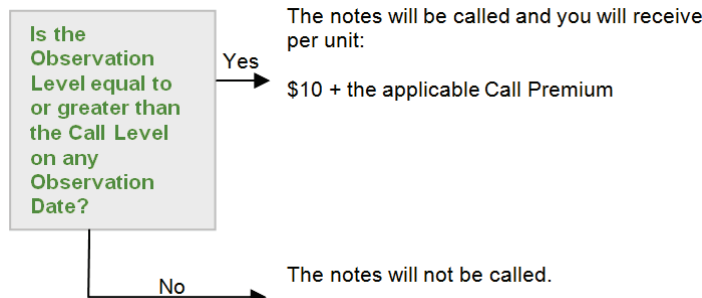 Is the
Observation
Level equal to
or greater than
the Call Level
on any
Observation
Date?
Yes
The notes will be called and you will receive
per unit:
$10 + the applicable Call Premium
No
The notes will not be called.